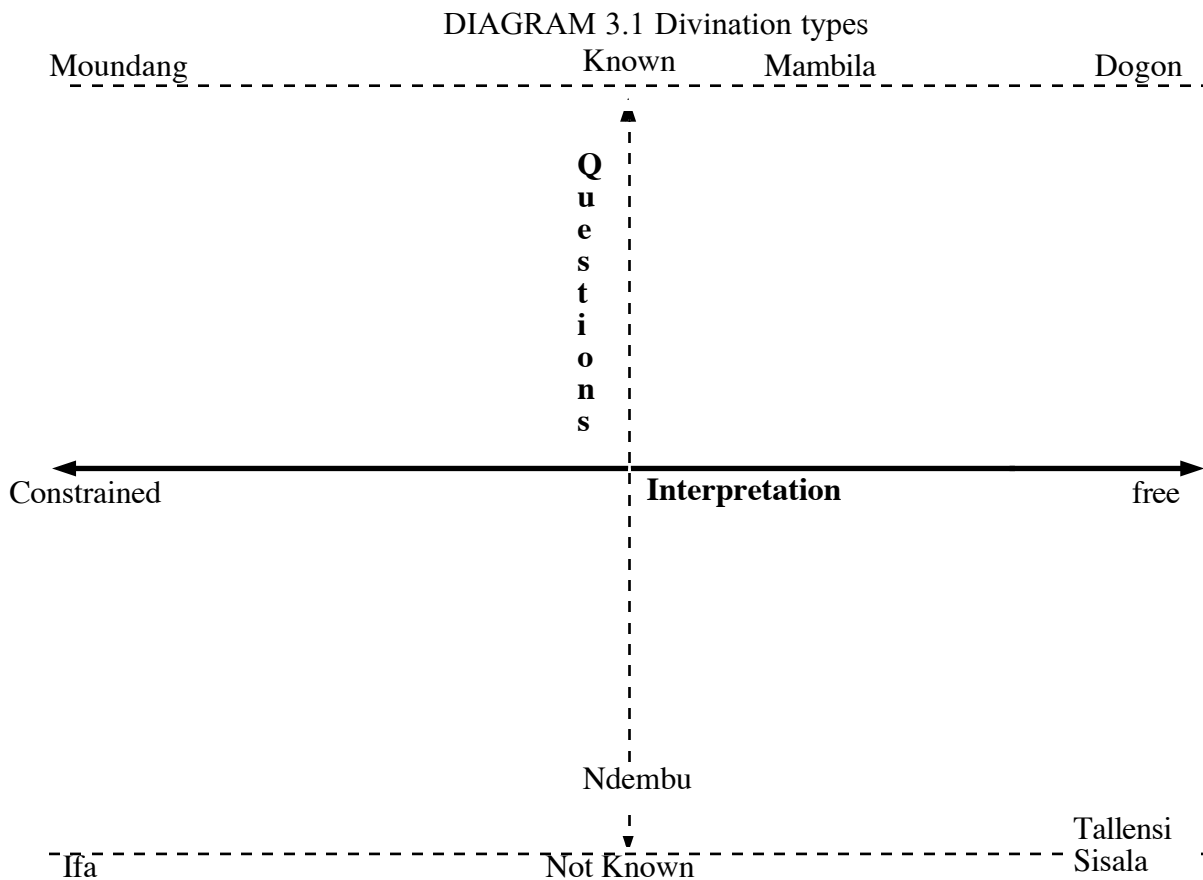 DIAGRAM 3.1 Divination types
Moundang Known Mambila Dogon
Questions
Constrained Interpretation free
Ndembu
Tallensi
Ifa Not Known Sisala